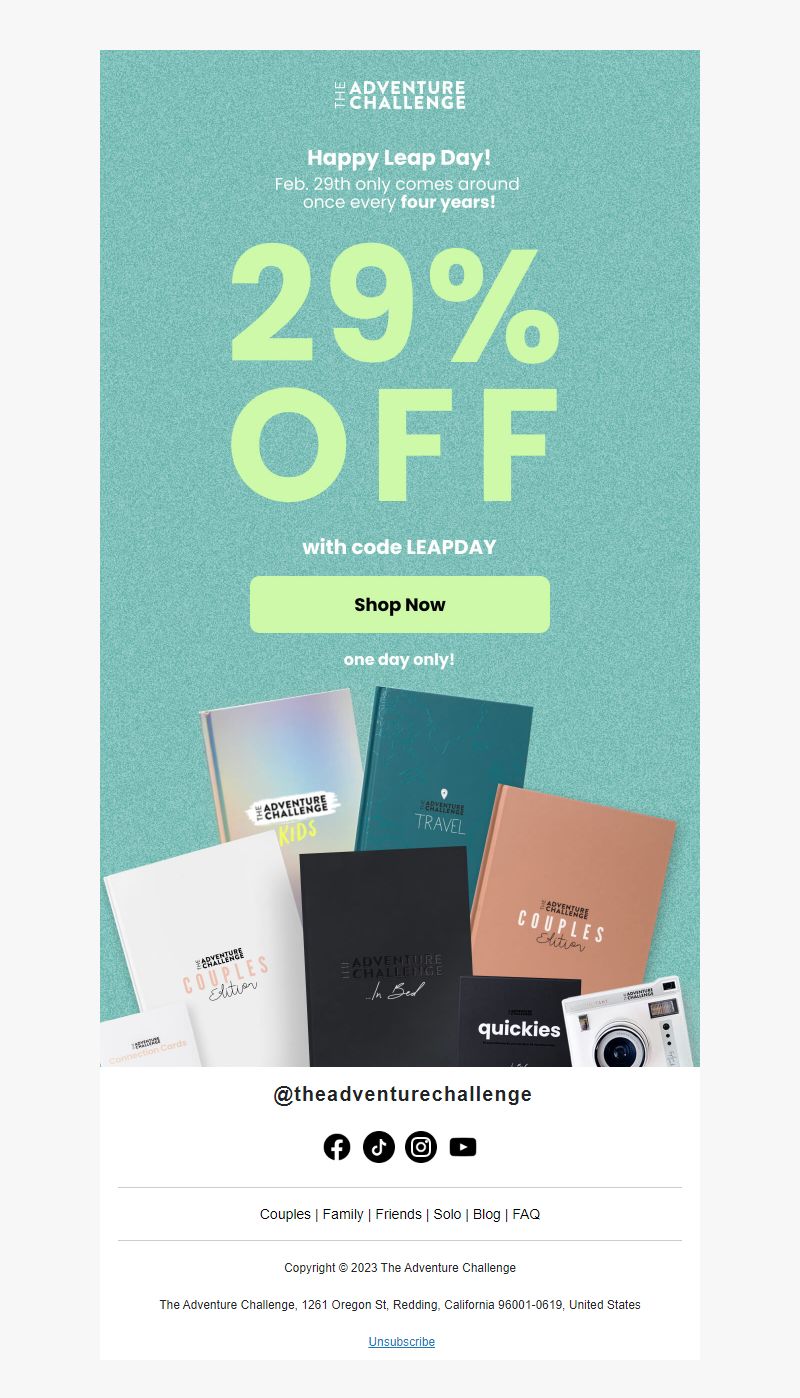 THE ADVENTURE
CHALLENGE
Happy Leap Day!
Feb. 29th only comes around
once every four years!
29%
OFF
with code LEAPDAY
Shop Now
one day only!
THE ADVENTURE
CHALLENGE
KIDS
THE ADVENTURE
CHALLENGE
TRAVEL
THE ADVENTURE
CHALLENGE
COUPLES
Edition
THE ADVENTURE
CHALLENGE
COUPLES
Edition
THE ADVENTURE
CHALLENGE
...In Bed
quickies
THE ADVENTURE
CHALLENGE
Connection Cards
@theadventurechallenge
Couples | Family | Friends | Solo | Blog | FAQ
Copyright © 2023 The Adventure Challenge
The Adventure Challenge, 1261 Oregon St, Redding, California 96001-0619, United States
Unsubscribe